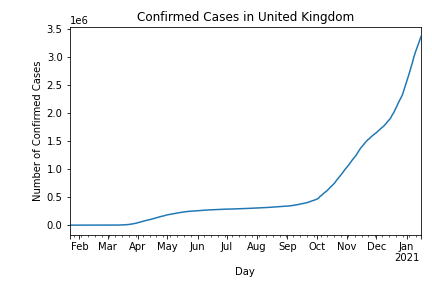 Confirmed Cases in United Kingdom
1e6
3.5
3.0
2.5
2.0
1.5
1.0
0.5
0.0
Number of Confirmed Cases
Feb Mar Apr May Jun Jul Aug Sep Oct Nov Dec Jan
2021
Day